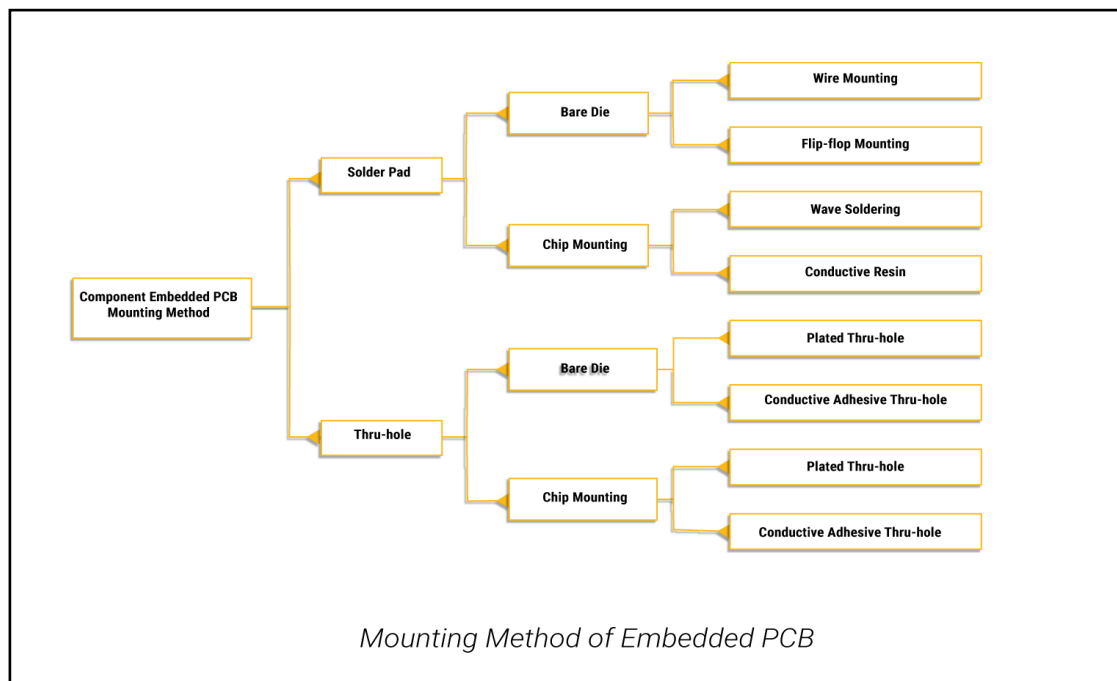 Component Embedded PCB
Mounting Method
Solder Pad
Bare Die
Wire Mounting
Flip-flop Mounting
Chip Mounting
Wave Soldering
Conductive Resin
Thru-hole
Bare Die
Plated Thru-hole
Conductive Adhesive Thru-hole
Chip Mounting
Plated Thru-hole
Conductive Adhesive Thru-hole
Mounting Method of Embedded PCB